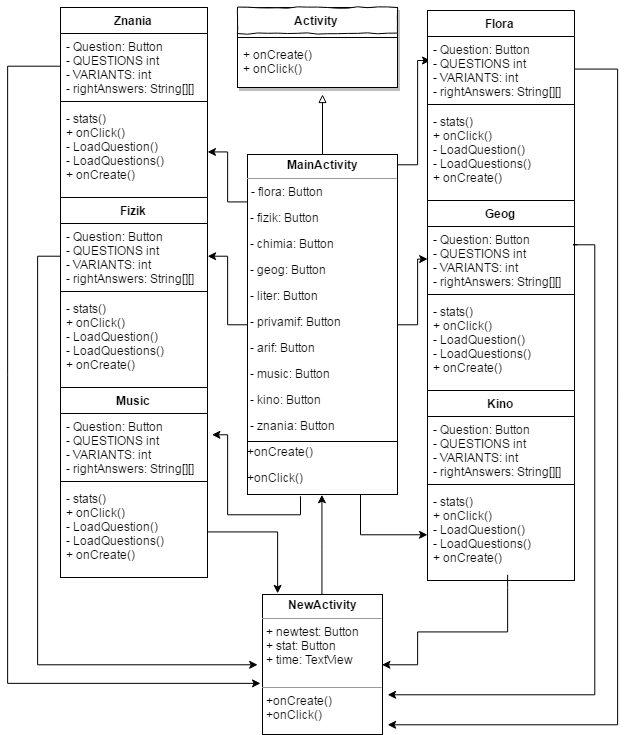 Znania
- Question: Button
- QUESTIONS int
- VARIANTS: int
- rightAnswers: String[][]
- stats()
+ onClick()
- LoadQuestion()
- LoadQuestions()
+ onCreate()
Fizik
- Question: Button
- QUESTIONS int
- VARIANTS: int
- rightAnswers: String[][]
- stats()
+ onClick()
- LoadQuestion()
- LoadQuestions()
+ onCreate()
Music
- Question: Button
- QUESTIONS int
- VARIANTS: int
- rightAnswers: String[][]
- stats()
+ onClick()
- LoadQuestion()
- LoadQuestions()
+ onCreate()
Activity
+ onCreate()
+ onClick()
MainActivity
- flora: Button
- fizik: Button
- chimia: Button
- geog: Button
- liter: Button
- privamif: Button
- arif: Button
- music: Button
- kino: Button
- znania: Button
+onCreate()
+onClick()
Flora
- Question: Button
- QUESTIONS int
- VARIANTS: int
- rightAnswers: String[][]
- stats()
+ onClick()
- LoadQuestion()
- LoadQuestions()
+ onCreate()
Geog
- Question: Button
- QUESTIONS int
- VARIANTS: int
- rightAnswers: String[][]
- stats()
+ onClick()
- LoadQuestion()
- LoadQuestions()
+ onCreate()
Kino
- Question: Button
- QUESTIONS int
- VARIANTS: int
- rightAnswers: String[][]
- stats()
+ onClick()
- LoadQuestion()
- LoadQuestions()
+ onCreate()
NewActivity
+ newtest: Button
+ stat: Button
+ time: TextView
+onCreate()
+onClick()